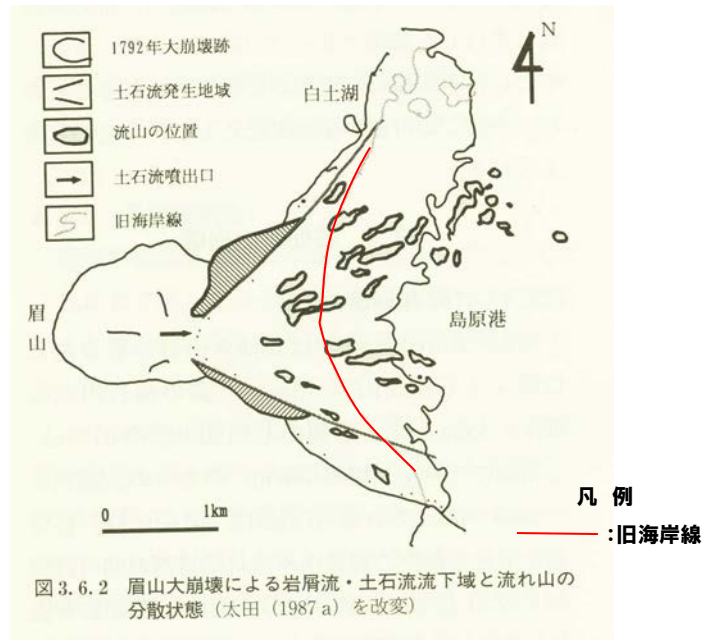 1792年大崩壊跡
土石流発生地域
流山の位置
土石流噴出口
旧海岸線
白土湖
N
眉山
島原港
0 1km
凡 例
:旧海岸線
図3.6.2 眉山大崩壊による岩屑流・土石流流下域と流れ山の
分散状態(太田(1987a)を改変)